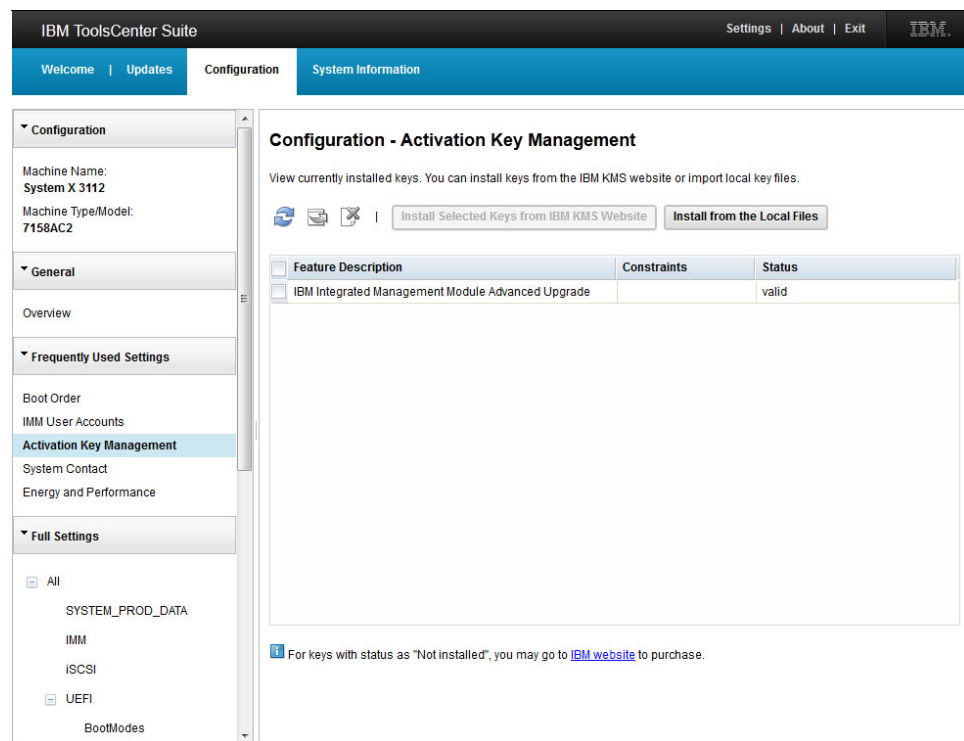 IBM ToolsCenter Suite
Settings | About | Exit
IBM.
Welcome | Updates
Configuration
System Information
Configuration
Machine Name:
System X 3112
Machine Type/Model:
7158AC2
General
Overview
Frequently Used Settings
Boot Order
IMM User Accounts
Activation Key Management
System Contact
Energy and Performance
Full Settings
All
SYSTEM_PROD_DATA
IMM
iSCSI
UEFI
BootModes
Configuration - Activation Key Management
View currently installed keys. You can install keys from the IBM KMS website or import local key files.
Install Selected Keys from IBM KMS Website
Install from the Local Files
Feature Description Constraints Status
IBM Integrated Management Module Advanced Upgrade valid
For keys with status as "Not installed", you may go to IBM website to purchase.